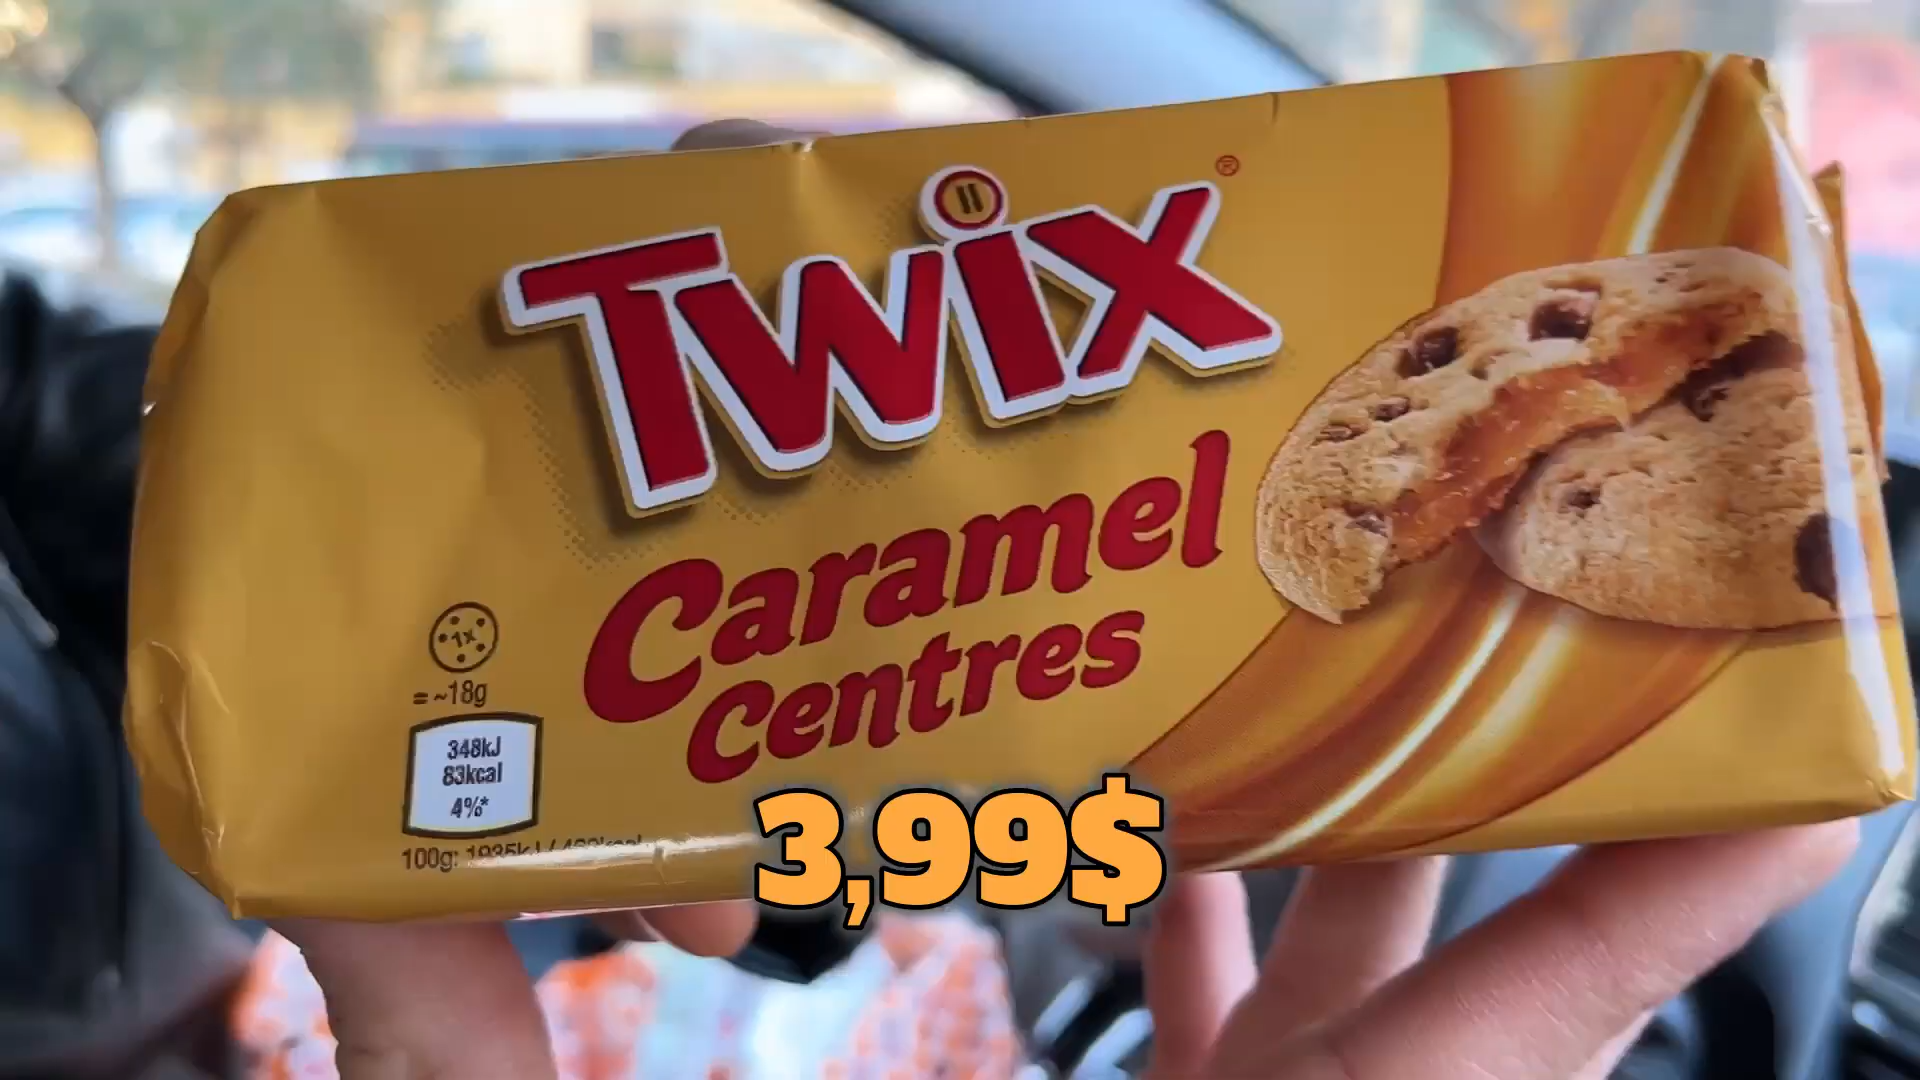 Twix®
Caramel
Centres
1x
= ~18g
348kJ
83kcal
4%*
100g:
3,99$